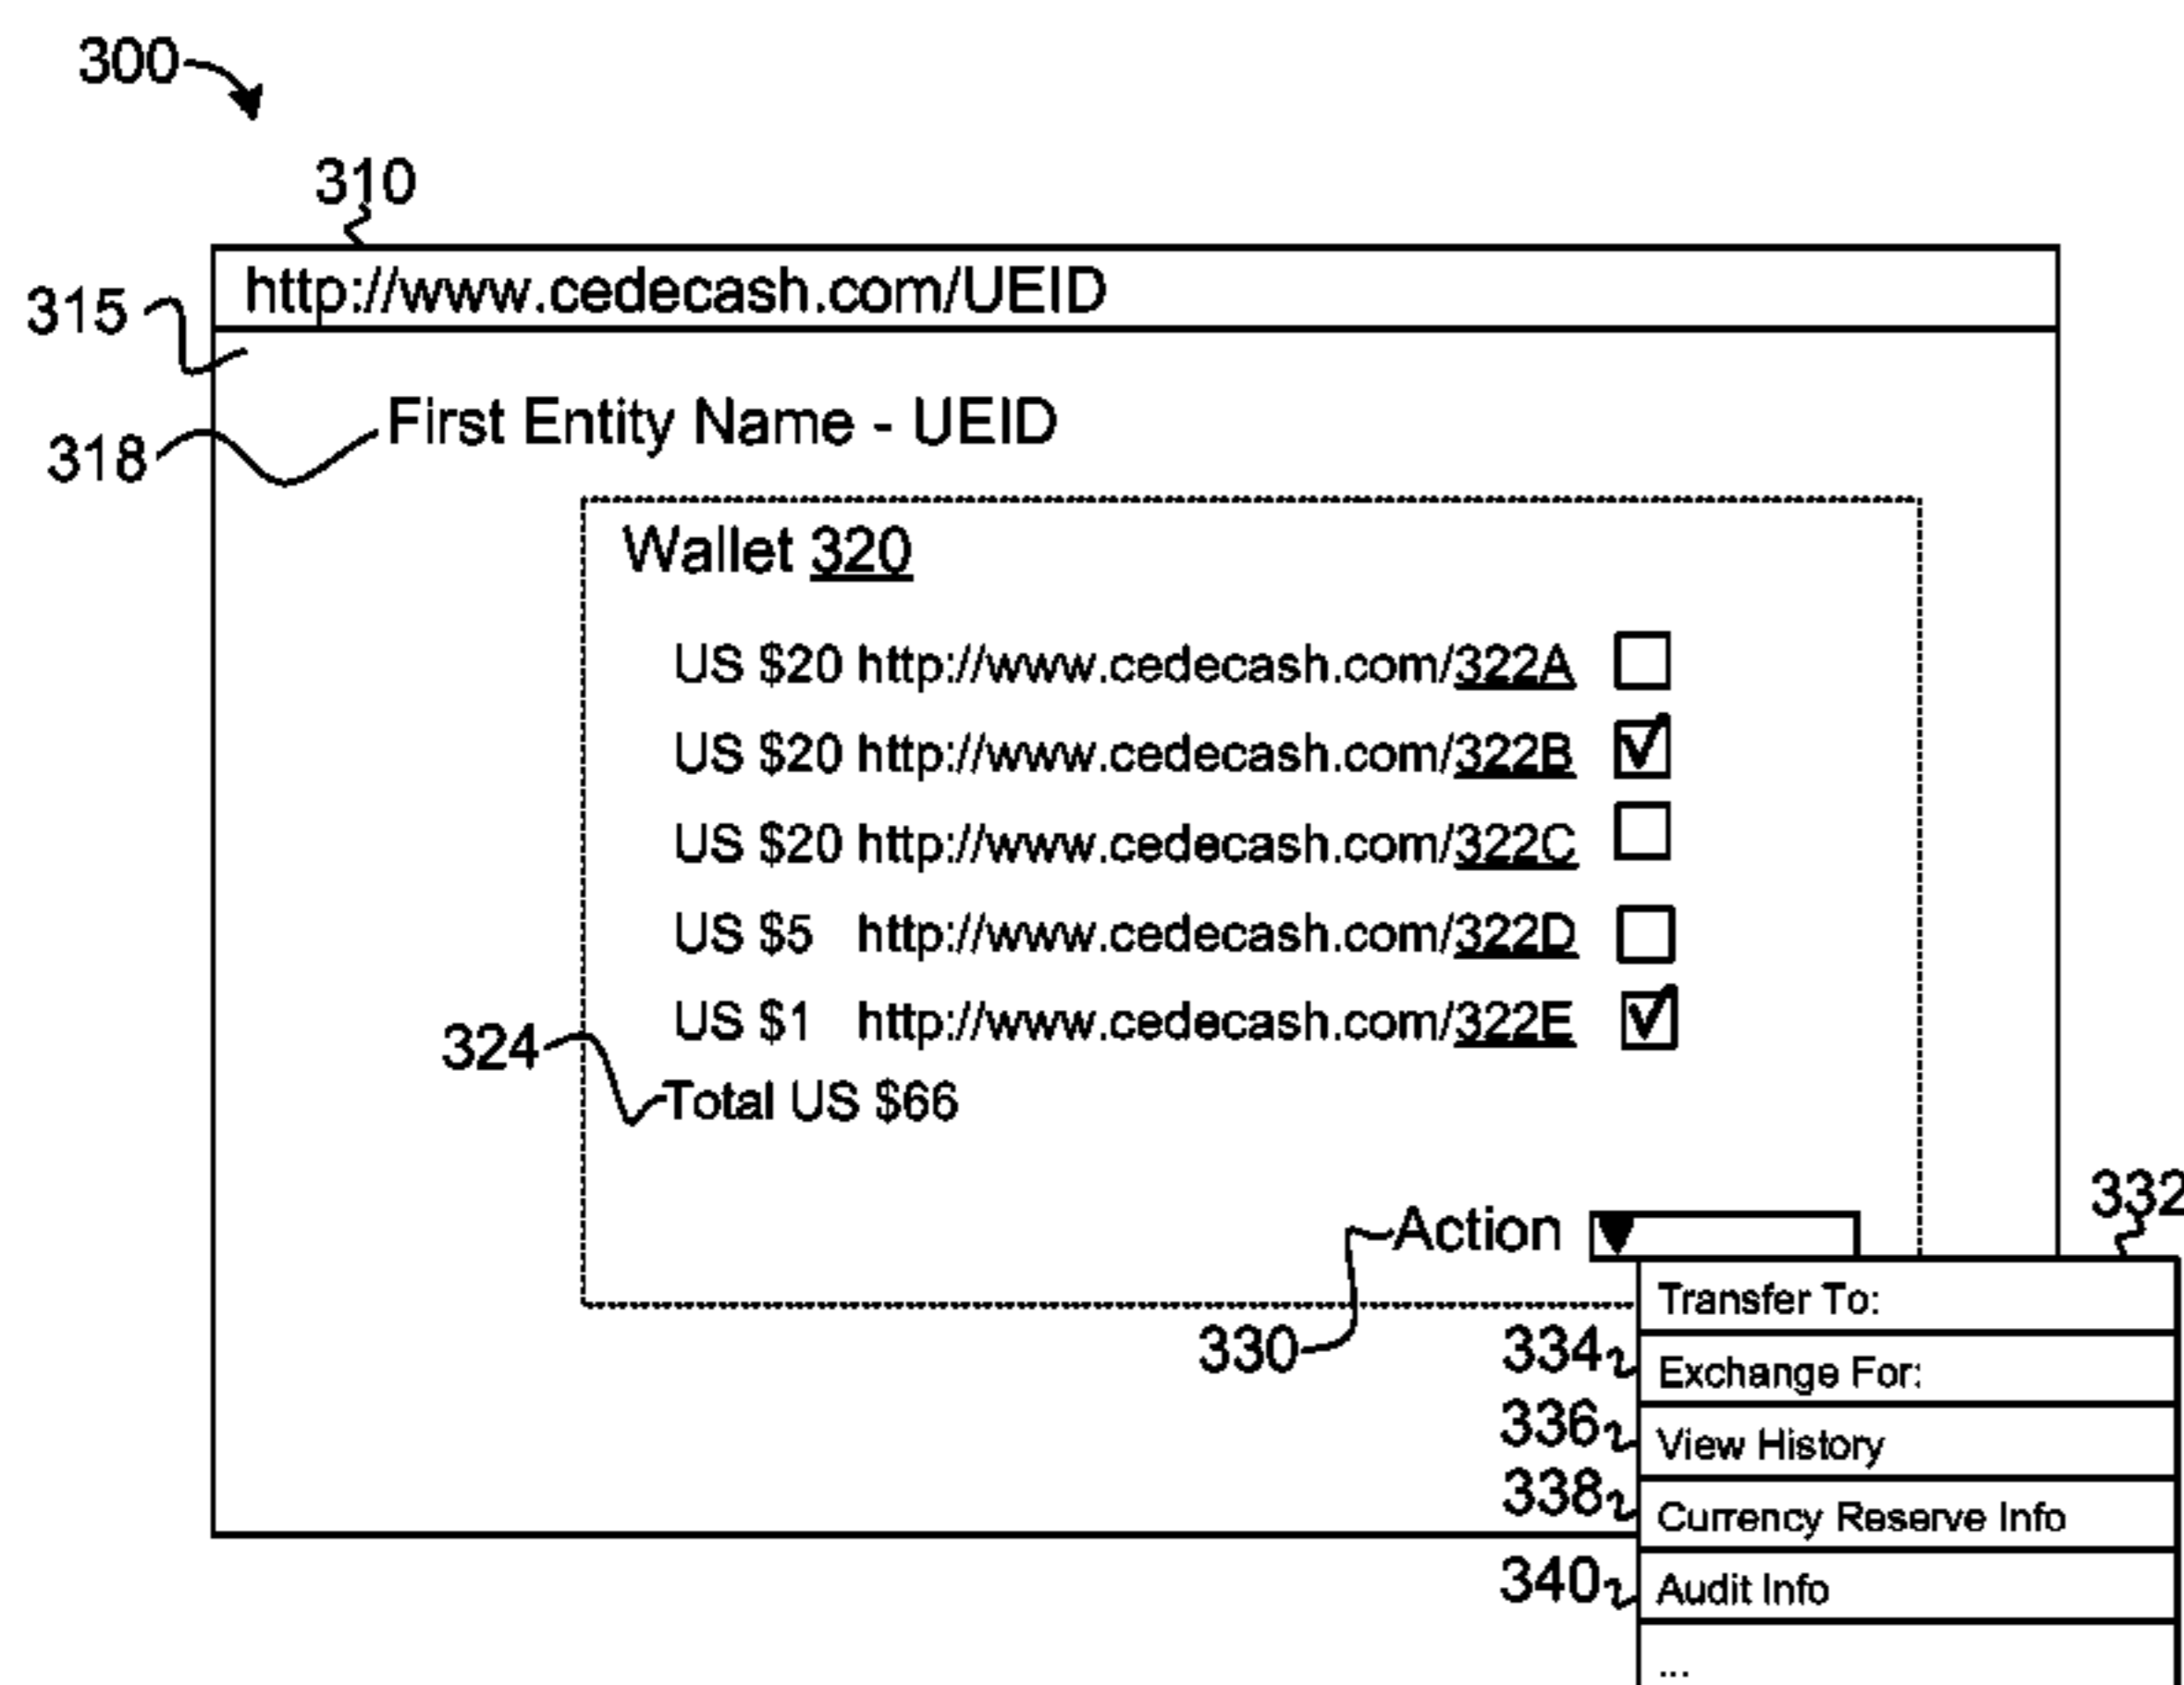 300
310
http://www.cedecash.com/UEID
315
First Entity Name - UEID
318
Wallet 320
US $20 http://www.cedecash.com/322A
US $20 http://www.cedecash.com/322B
US $20 http://www.cedecash.com/322C
US $5 http://www.cedecash.com/322D
US $1 http://www.cedecash.com/322E
324
Total US $66
332
Action
330
Transfer To:
334
Exchange For:
336
View History
338
Currency Reserve Info
340
Audit Info
...